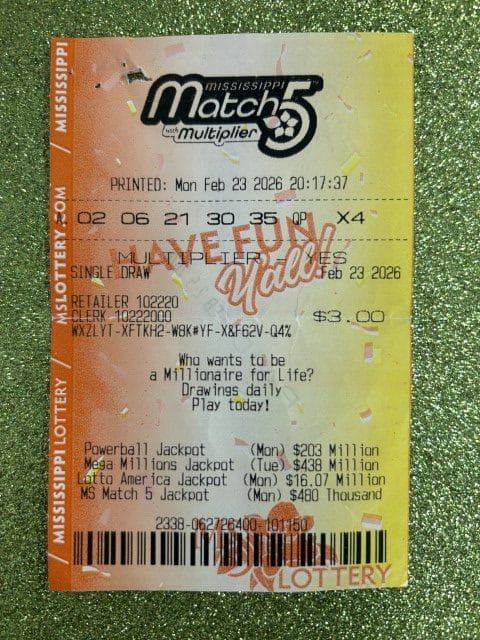 MISSISSIPPI
Match 5
with Multiplier
PRINTED: Mon Feb 23 2026 20:17:37
A 02 06 21 30 35 QP X4
HAVE FUN
Y'all!
MULTIPLIER - YES
SINGLE DRAW Feb 23 2026
RETAILER 102220
CLERK 10222000 $3.00
WXZLYT-XFTKH2-W8K#YF-X&F62V-Q4%
Who wants to be
a Millionaire for Life?
Drawings daily
Play today!
Powerball Jackpot (Mon) $203 Million
Mega Millions Jackpot (Tue) $438 Million
Lotto America Jackpot (Mon) $16.07 Million
MS Match 5 Jackpot (Mon) $480 Thousand
2338-062726400-101150
LOTTERY
MISSISSIPPI LOTTERY / MSLOTTERY.COM / MISSISSIPPI